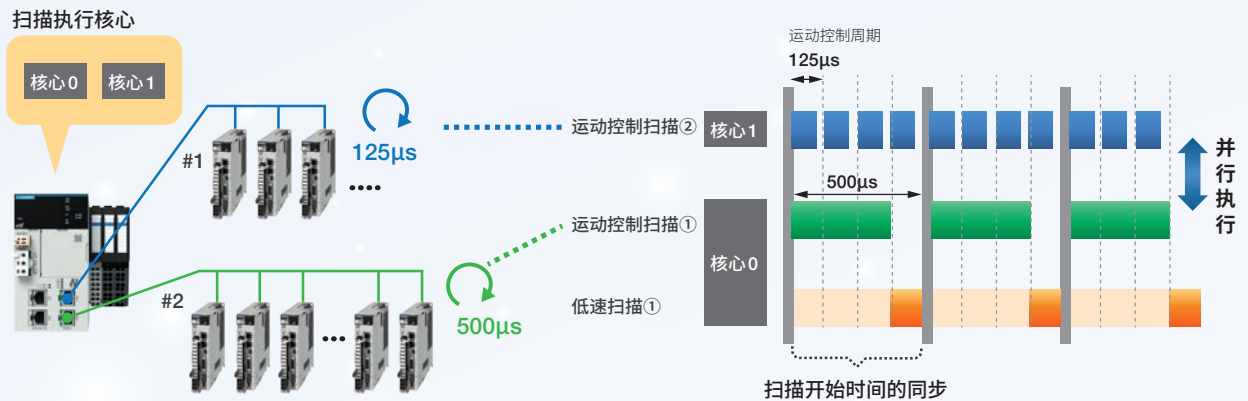 扫描执行核心
核心0 核心1
#1
125μs
#2
500μs
运动控制周期
125μs
运动控制扫描②
核心1
500μs
运动控制扫描①
核心0
低速扫描①
并行执行
扫描开始时间的同步